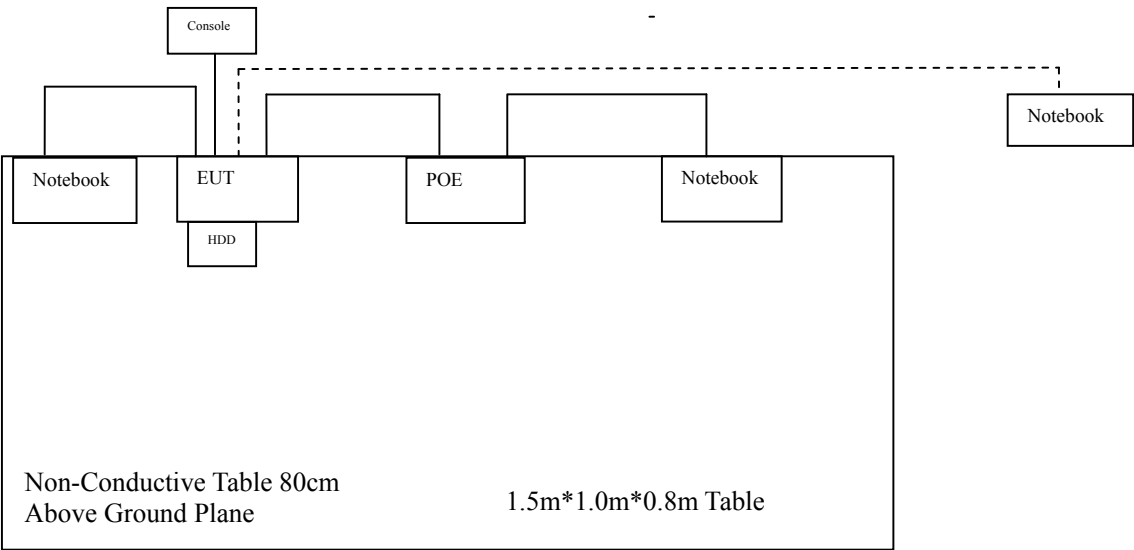 Console
-
Notebook
Notebook
EUT
POE
Notebook
HDD
Non-Conductive Table 80cm
Above Ground Plane
1.5m*1.0m*0.8m Table